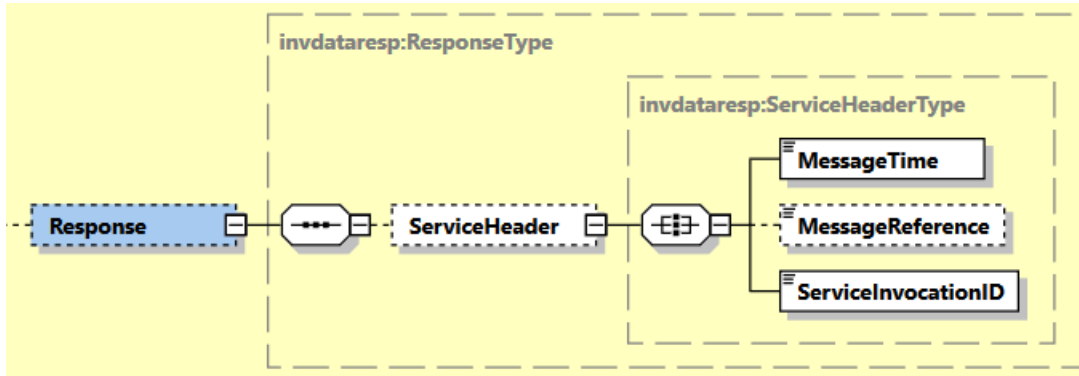 invdataresp:ResponseType
invdataresp:ServiceHeaderType
MessageTime
Response
ServiceHeader
MessageReference
ServiceInvocationID